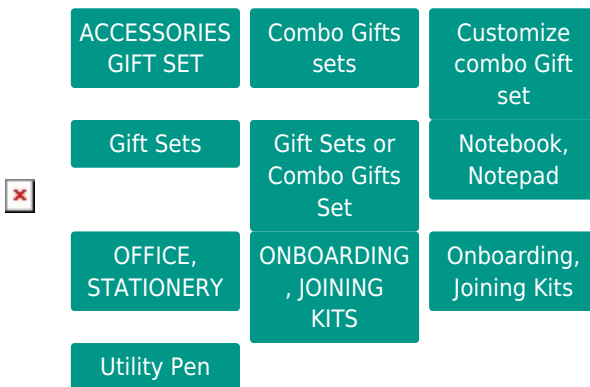 ACCESSORIES
GIFT SET
Combo Gifts
sets
Customize
combo Gift
set
Gift Sets
Gift Sets or
Combo Gifts
Set
Notebook,
Notepad
OFFICE,
STATIONERY
ONBOARDING
, JOINING
KITS
Onboarding,
Joining Kits
Utility Pen